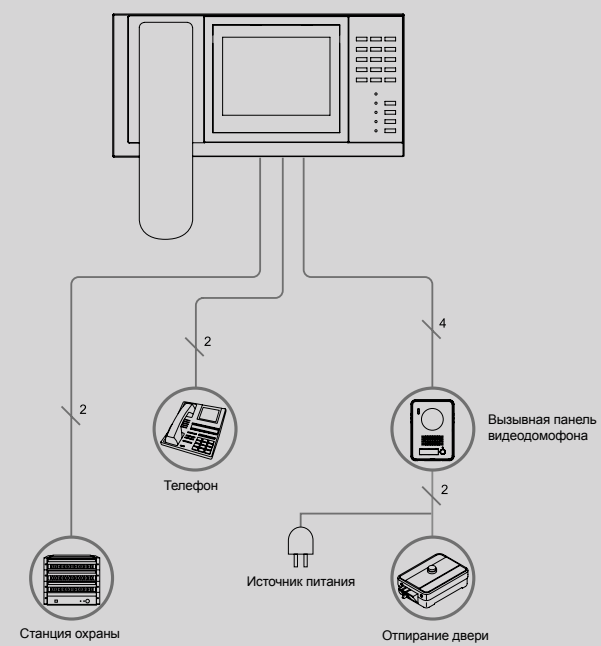 4
2
2
Вызывная панель
видеодомофона
Телефон
2
Источник питания
Станция охраны
Отпирание двери